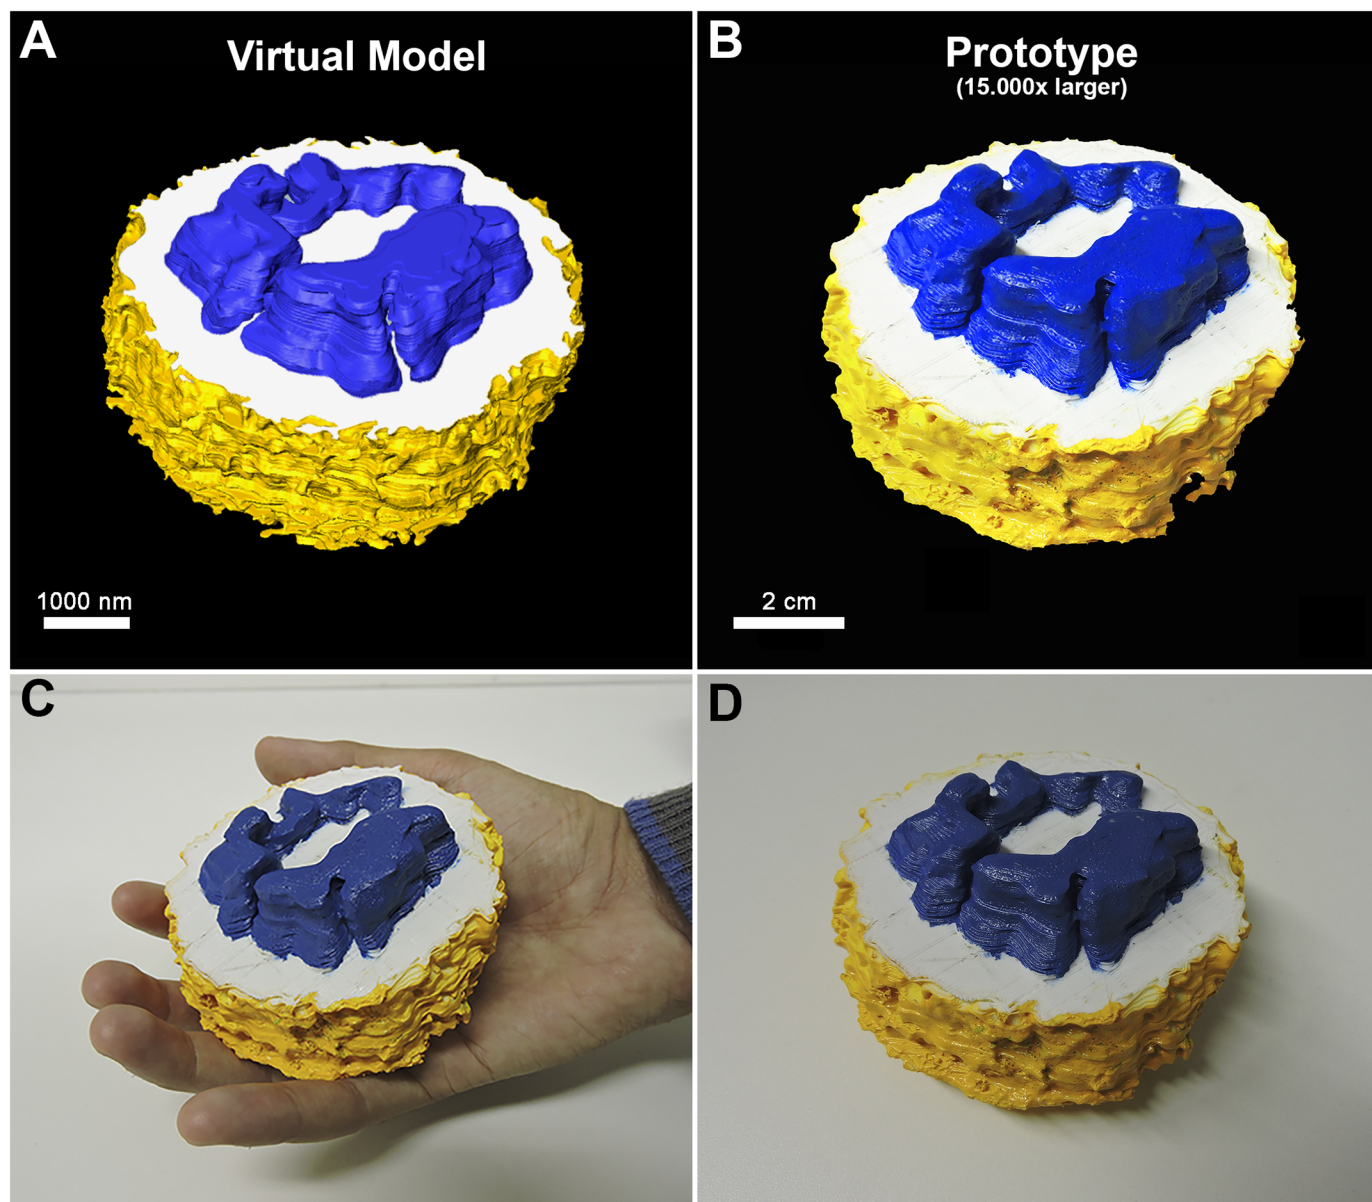 A
Virtual Model
1000 nm
B
Prototype
(15.000x larger)
2 cm
C
D